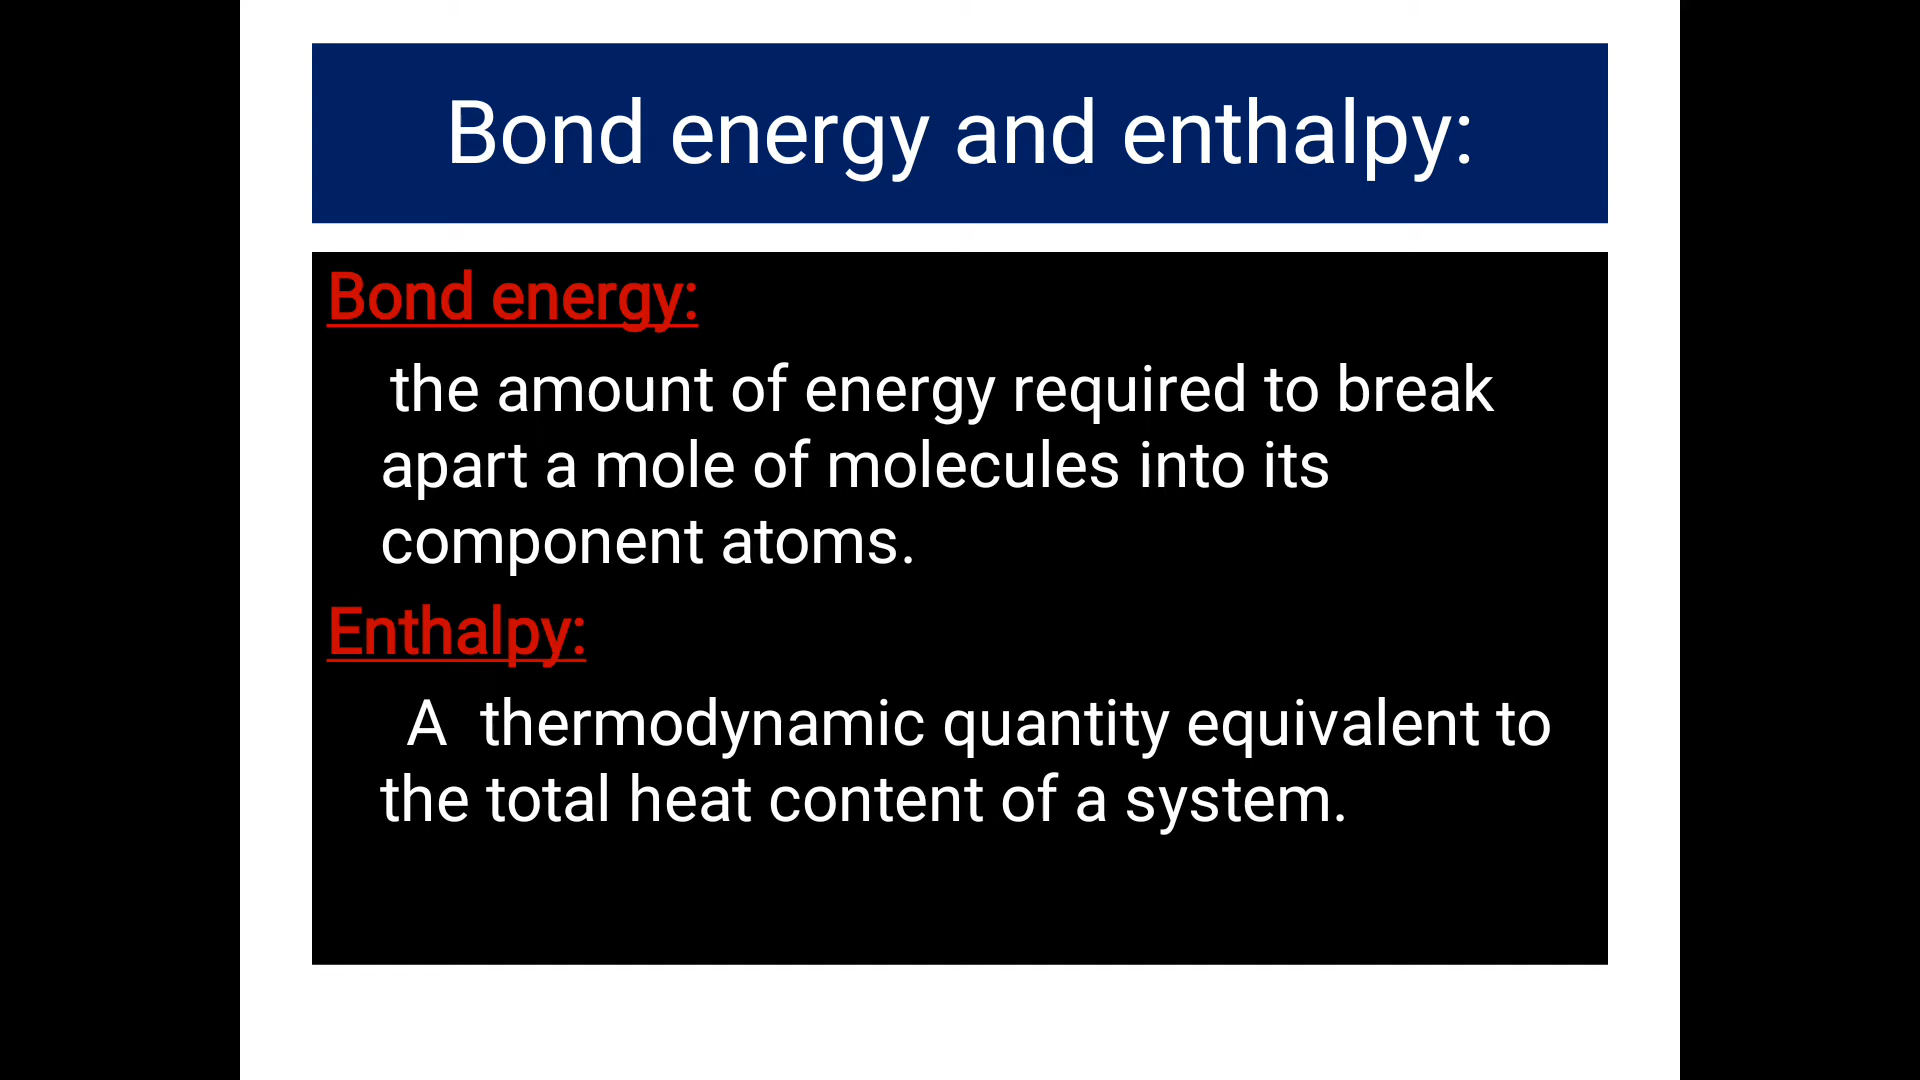 Bond energy and enthalpy:
Bond energy:
the amount of energy required to break
apart a mole of molecules into its
component atoms.
Enthalpy:
A  thermodynamic quantity equivalent to
the total heat content of a system.